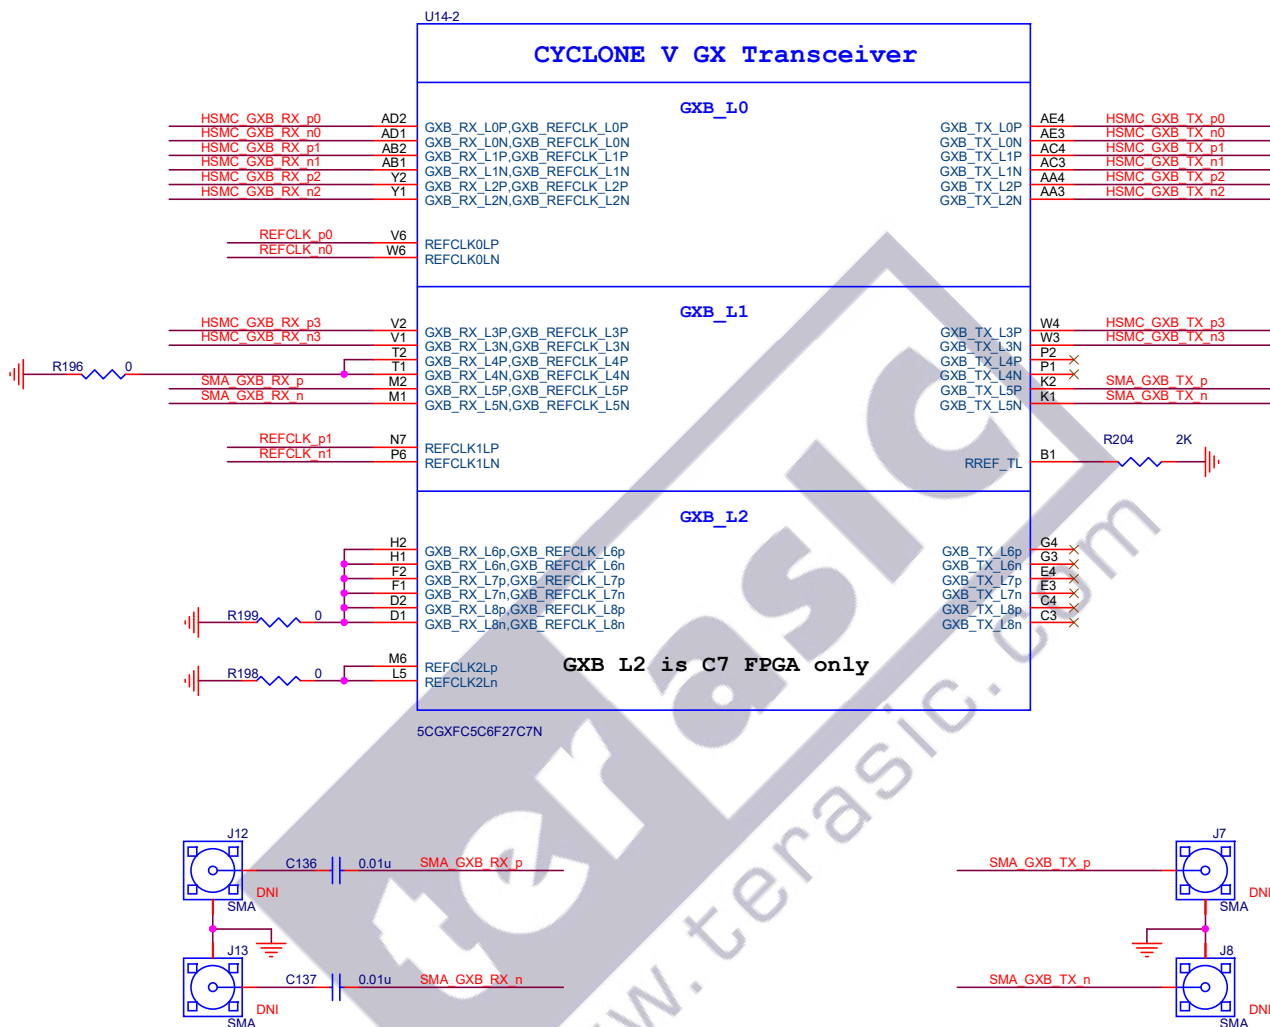 U14-2
CYCLONE V GX Transceiver
GXB_L0
HSMC_GXB_RX_p0 AD2 GXB_RX_L0P,GXB_REFCLK_L0P GXB_TX_L0P AE4 HSMC_GXB_TX_p0
HSMC_GXB_RX_n0 AD1 GXB_RX_L0N,GXB_REFCLK_L0N GXB_TX_L0N AE3 HSMC_GXB_TX_n0
HSMC_GXB_RX_p1 AB2 GXB_RX_L1P,GXB_REFCLK_L1P GXB_TX_L1P AC4 HSMC_GXB_TX_p1
HSMC_GXB_RX_n1 AB1 GXB_RX_L1N,GXB_REFCLK_L1N GXB_TX_L1N AC3 HSMC_GXB_TX_n1
HSMC_GXB_RX_p2 Y2 GXB_RX_L2P,GXB_REFCLK_L2P GXB_TX_L2P AA4 HSMC_GXB_TX_p2
HSMC_GXB_RX_n2 Y1 GXB_RX_L2N,GXB_REFCLK_L2N GXB_TX_L2N AA3 HSMC_GXB_TX_n2
REFCLK_p0 V6 REFCLK0LP
REFCLK_n0 W6 REFCLK0LN
GXB_L1
HSMC_GXB_RX_p3 V2 GXB_RX_L3P,GXB_REFCLK_L3P GXB_TX_L3P W4 HSMC_GXB_TX_p3
HSMC_GXB_RX_n3 V1 GXB_RX_L3N,GXB_REFCLK_L3N GXB_TX_L3N W3 HSMC_GXB_TX_n3
T2 GXB_RX_L4P,GXB_REFCLK_L4P GXB_TX_L4P P2
R196 0 T1 GXB_RX_L4N,GXB_REFCLK_L4N GXB_TX_L4N P1
SMA_GXB_RX_p M2 GXB_RX_L5P,GXB_REFCLK_L5P GXB_TX_L5P K2 SMA_GXB_TX_p
SMA_GXB_RX_n M1 GXB_RX_L5N,GXB_REFCLK_L5N GXB_TX_L5N K1 SMA_GXB_TX_n
REFCLK_p1 N7 REFCLK1LP R204 2K
REFCLK_n1 P6 REFCLK1LN RREF_TL B1
GXB_L2
H2 GXB_RX_L6p,GXB_REFCLK_L6p GXB_TX_L6p G4
H1 GXB_RX_L6n,GXB_REFCLK_L6n GXB_TX_L6n G3
F2 GXB_RX_L7p,GXB_REFCLK_L7p GXB_TX_L7p E4
F1 GXB_RX_L7n,GXB_REFCLK_L7n GXB_TX_L7n E3
D2 GXB_RX_L8p,GXB_REFCLK_L8p GXB_TX_L8p C4
R199 0 D1 GXB_RX_L8n,GXB_REFCLK_L8n GXB_TX_L8n C3
M6 REFCLK2Lp GXB L2 is C7 FPGA only
R198 0 L5 REFCLK2Ln
5CGXFC5C6F27C7N
J12 J7
C136 0.01u SMA_GXB_RX_p SMA_GXB_TX_p
DNI DNI
SMA SMA
J13 J8
C137 0.01u SMA_GXB_RX_n SMA_GXB_TX_n
DNI DNI
SMA SMA
terasic
www.terasic.com